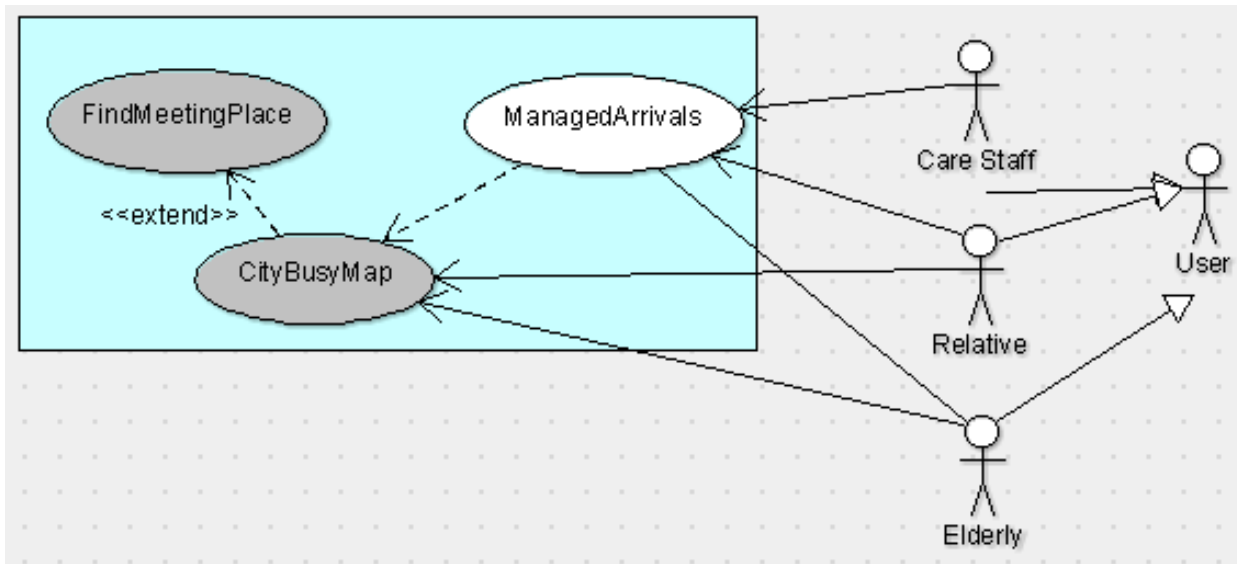 FindMeetingPlace
ManagedArrivals
Care Staff
<<extend>>
CityBusyMap
User
Relative
Elderly